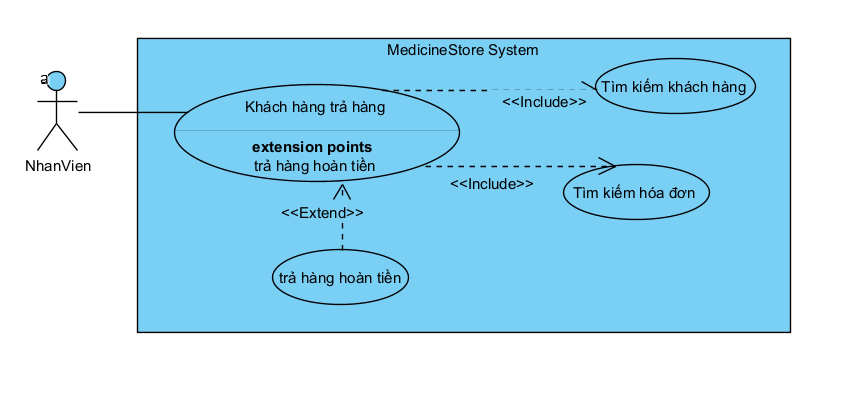 MedicineStore System
a
NhanVien
Khách hàng trả hàng
extension points
trả hàng hoàn tiền
<<Include>>
Tìm kiếm khách hàng
<<Include>>
Tìm kiếm hóa đơn
<<Extend>>
trả hàng hoàn tiền